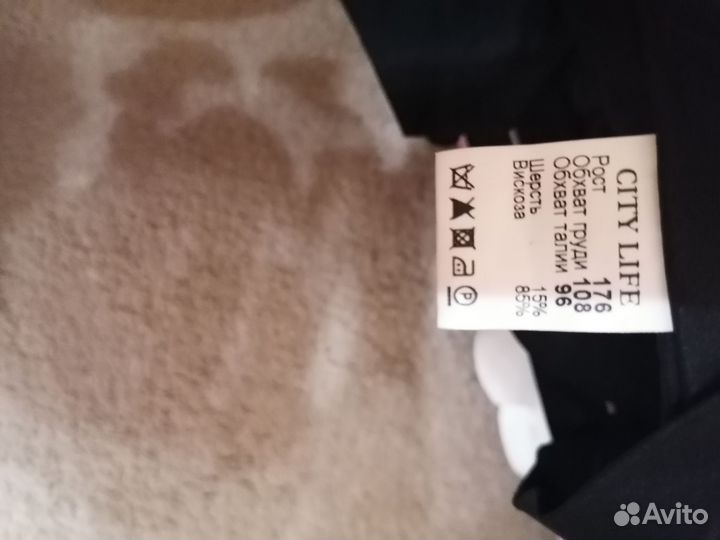 CITY LIFE
Рост 176
Обхват груди 108
Обхват талии 96
Шерсть 15%
Вискоза 85%
P
Avito